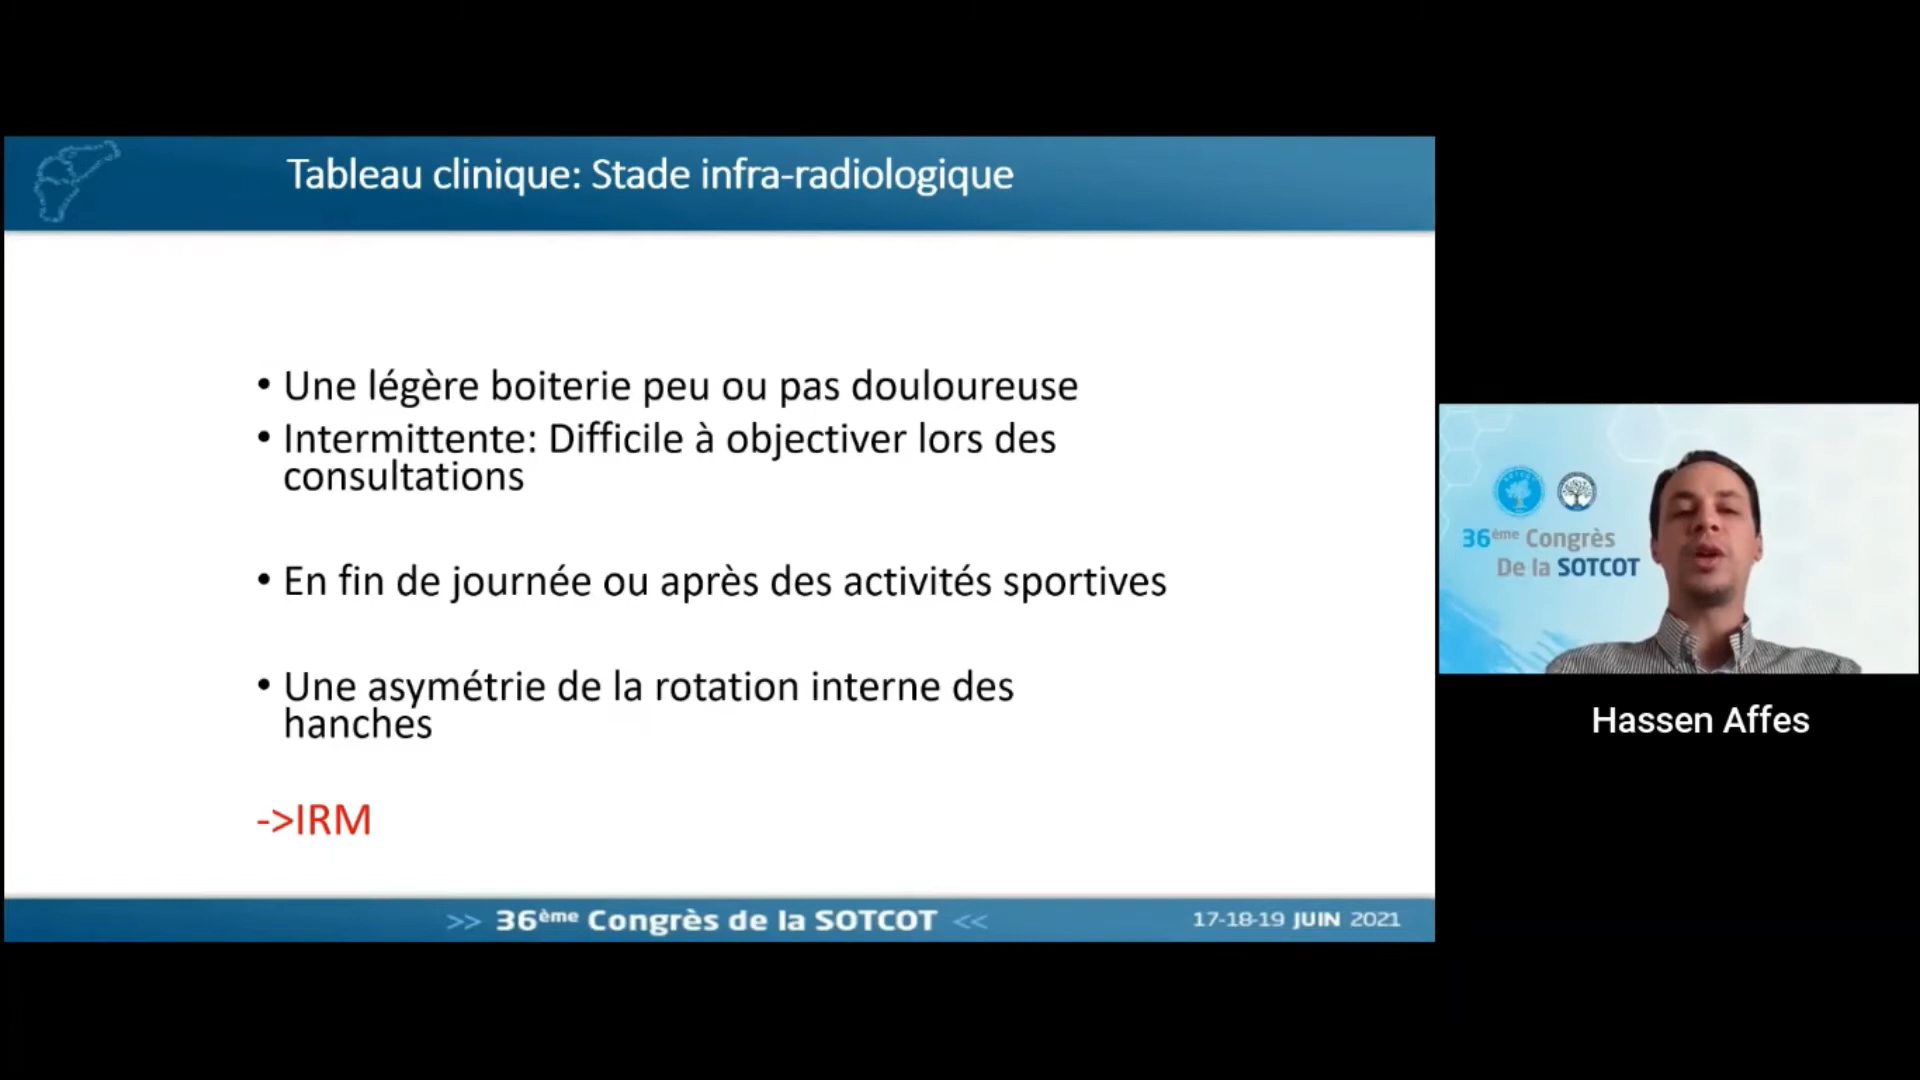 Tableau clinique: Stade infra-radiologique
• Une légère boiterie peu ou pas douloureuse
• Intermittente: Difficile à objectiver lors des
consultations
• En fin de journée ou après des activités sportives
• Une asymétrie de la rotation interne des
hanches
->IRM
>> 36ème Congrès de la SOTCOT <<
17-18-19 JUIN 2021
36ème Congrès
De la SOTCOT
Hassen Affes